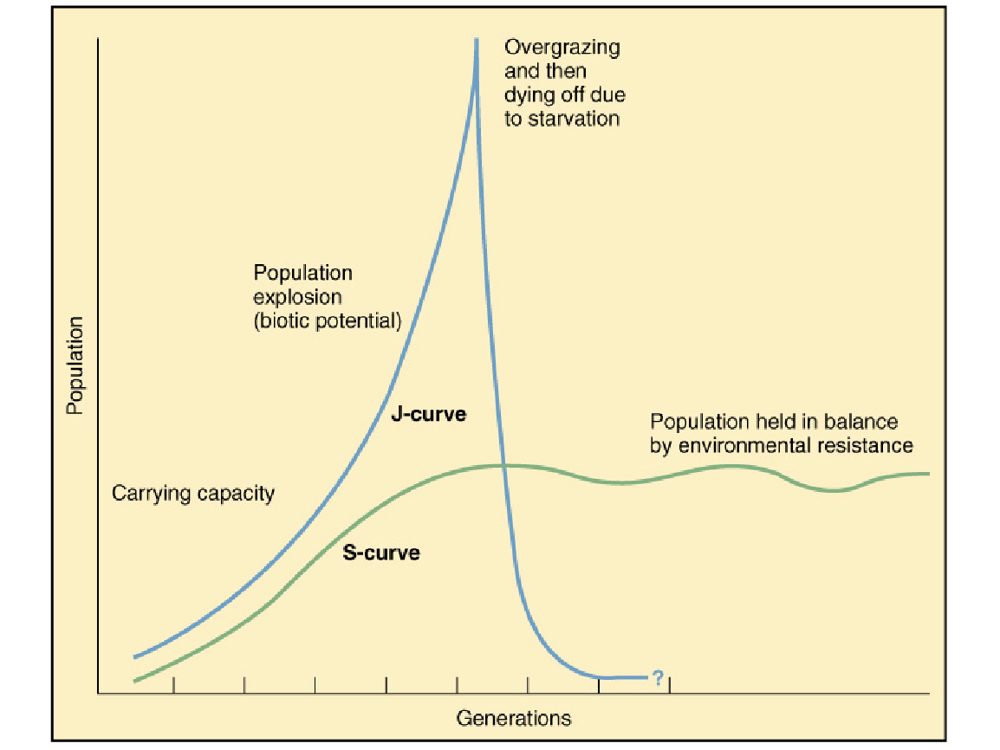 Overgrazing
and then
dying off due
to starvation
Population
explosion
(biotic potential)
J-curve
Population held in balance
by environmental resistance
Carrying capacity
S-curve
Population
?
Generations